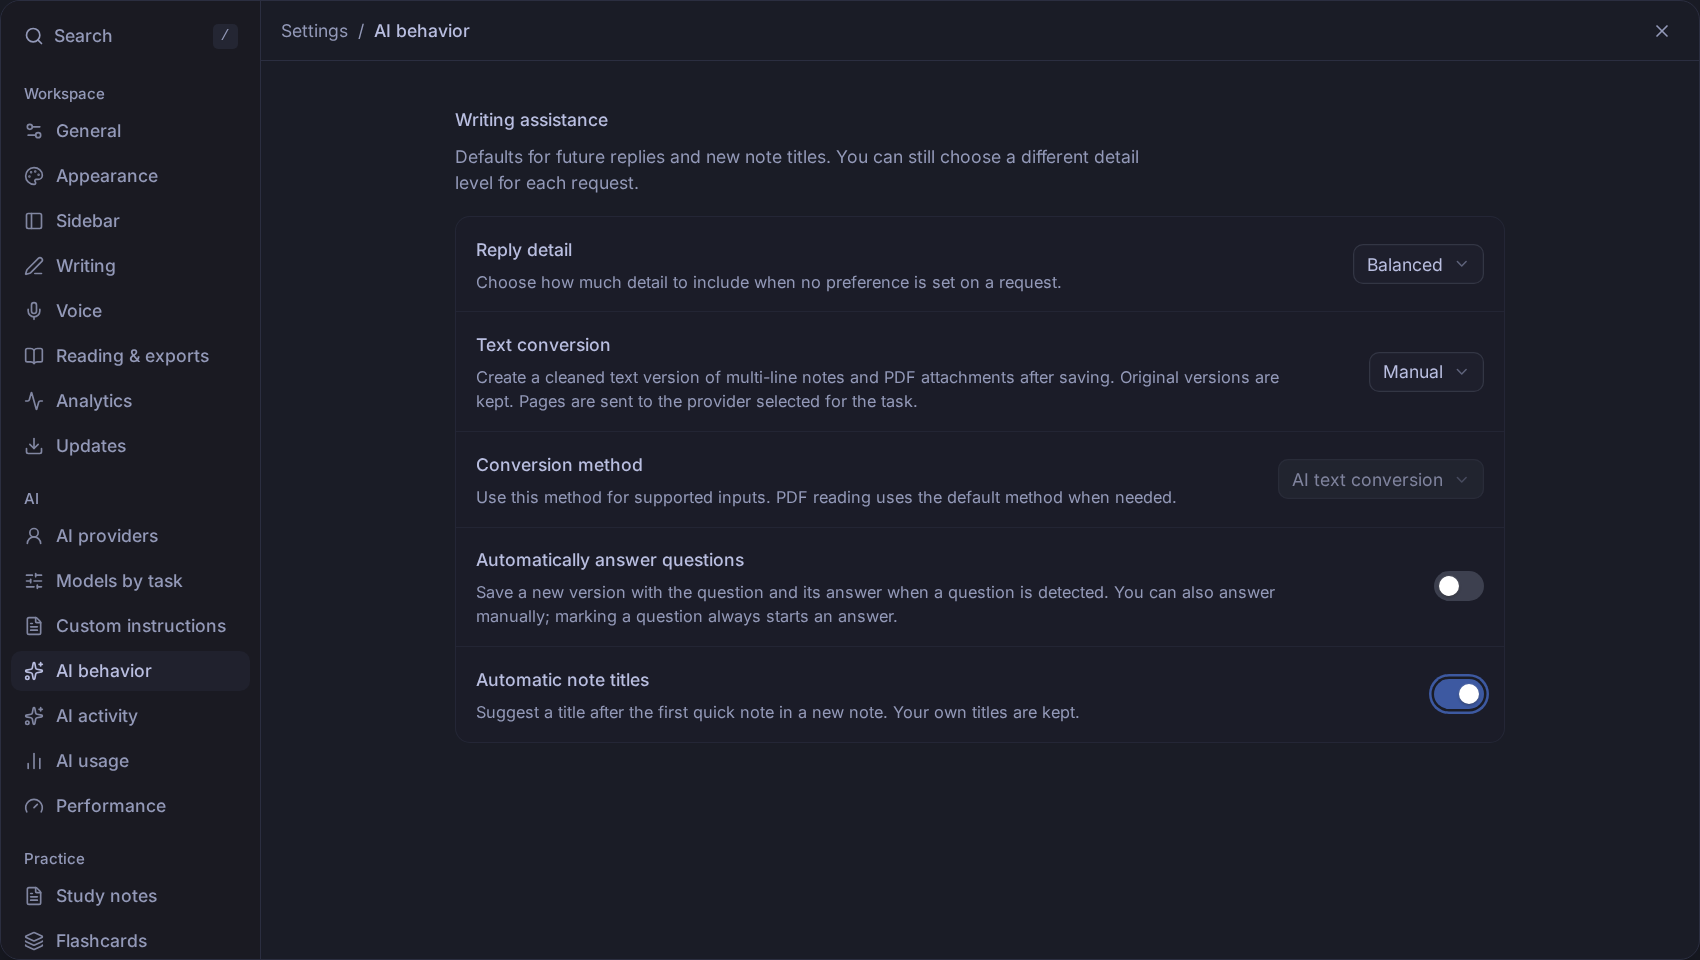 Search /
Workspace
General
Appearance
Sidebar
Writing
Voice
Reading & exports
Analytics
Updates
AI
AI providers
Models by task
Custom instructions
AI behavior
AI activity
AI usage
Performance
Practice
Study notes
Flashcards
Settings / AI behavior
Writing assistance
Defaults for future replies and new note titles. You can still choose a different detail
level for each request.
Reply detail
Choose how much detail to include when no preference is set on a request.
Balanced
Text conversion
Create a cleaned text version of multi-line notes and PDF attachments after saving. Original versions are
kept. Pages are sent to the provider selected for the task.
Manual
Conversion method
Use this method for supported inputs. PDF reading uses the default method when needed.
AI text conversion
Automatically answer questions
Save a new version with the question and its answer when a question is detected. You can also answer
manually; marking a question always starts an answer.
Automatic note titles
Suggest a title after the first quick note in a new note. Your own titles are kept.